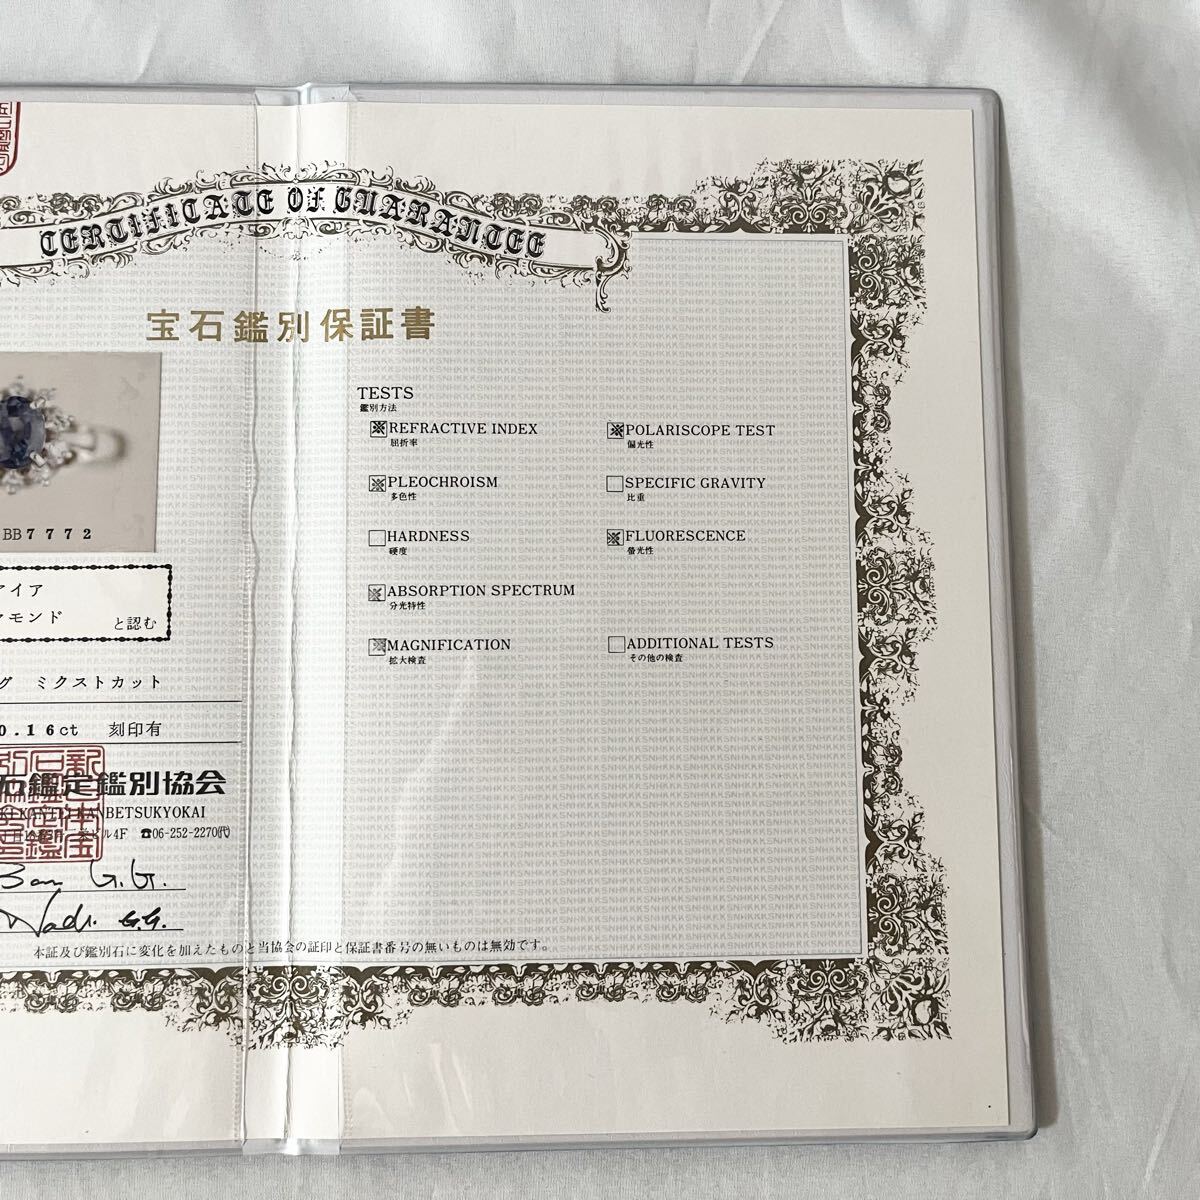 CERTIFICATE OF GUARANTEE
宝石鑑別保証書
BB7772
アイア
ヤモンド と認む
グ ミクストカット
0.16ct 刻印有
石鑑定鑑別協会
KANBETSUKYOKAI
ビル4F ☎06-252-2270(代)
G.G.
G.G.
TESTS
鑑別方法
REFRACTIVE INDEX
屈折率
POLARISCOPE TEST
偏光性
PLEOCHROISM
多色性
SPECIFIC GRAVITY
比重
HARDNESS
硬度
FLUORESCENCE
螢光性
ABSORPTION SPECTRUM
分光特性
MAGNIFICATION
拡大検査
ADDITIONAL TESTS
その他の検査
本証及び鑑別石に変化を加えたものと当協会の証印と保証書番号の無いものは無効です。